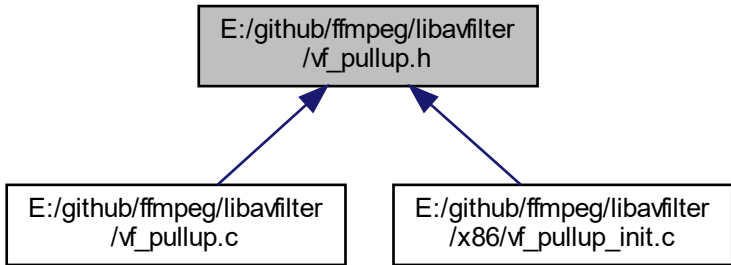 E:/github/ffmpeg/libavfilter
/vf_pullup.h
E:/github/ffmpeg/libavfilter
/vf_pullup.c
E:/github/ffmpeg/libavfilter
/x86/vf_pullup_init.c